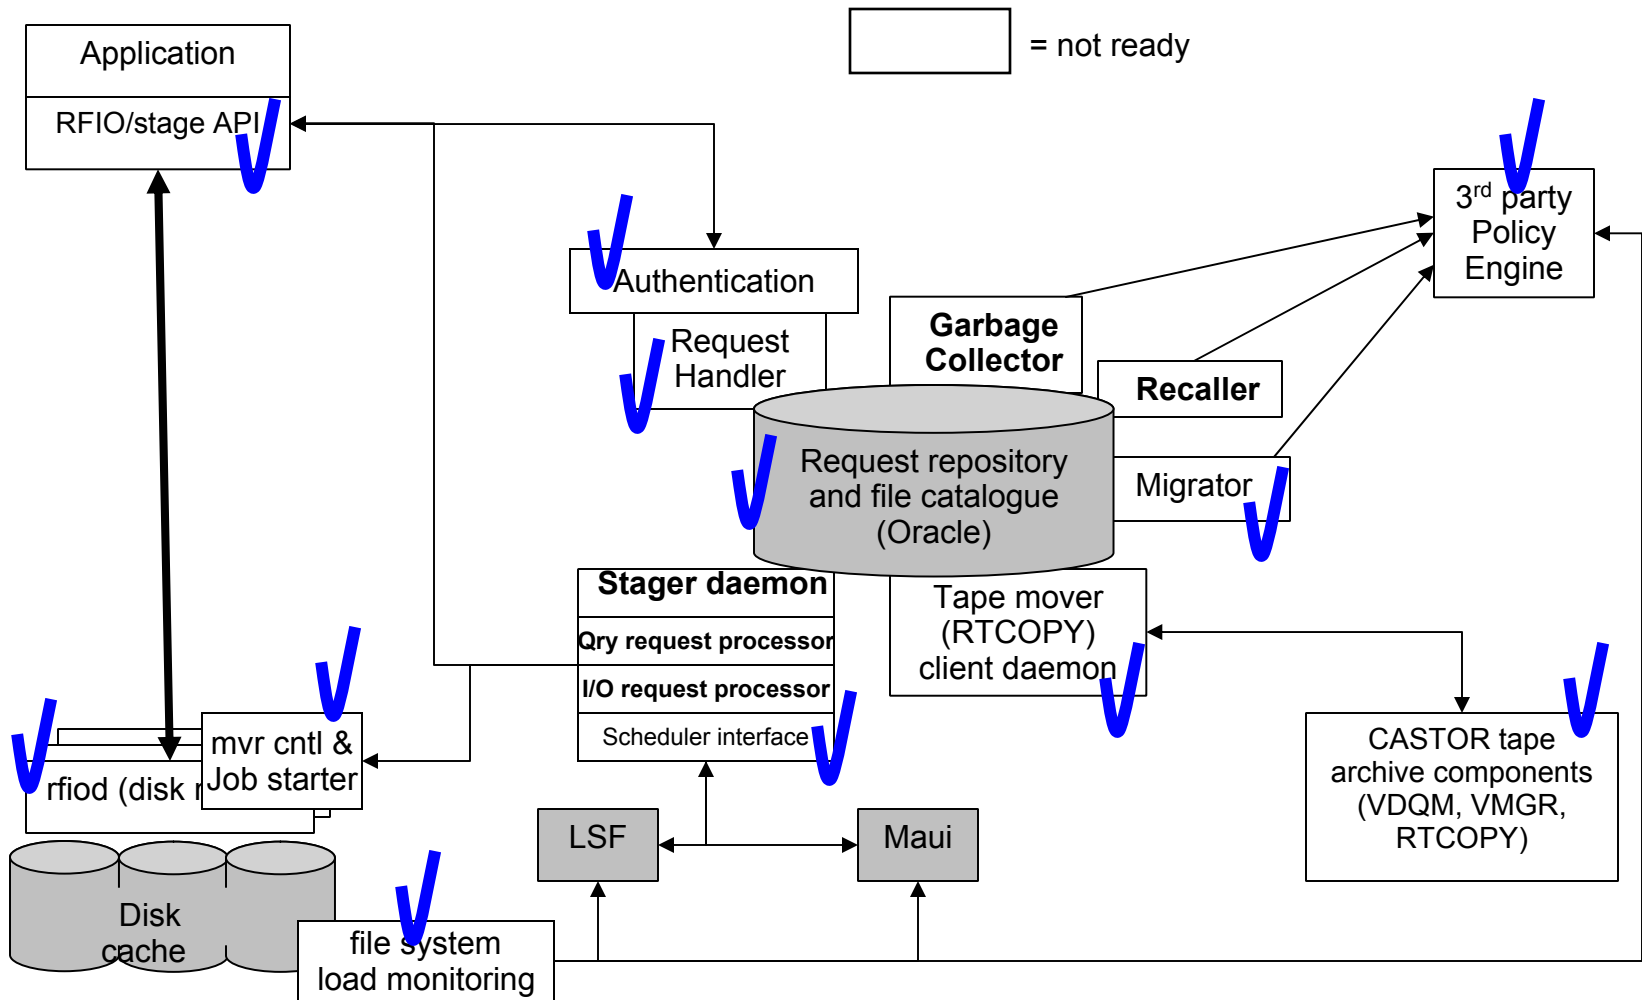 = not ready
Application
RFIO/stage API
3rd party
Policy
Engine
Authentication
Request
Handler
Garbage
Collector
Recaller
Request repository
and file catalogue
(Oracle)
Migrator
Stager daemon
Qry request processor
I/O request processor
Scheduler interface
Tape mover
(RTCOPY)
client daemon
mvr cntl &
Job starter
rfiod (disk
CASTOR tape
archive components
(VDQM, VMGR,
RTCOPY)
LSF
Maui
Disk
cache
file system
load monitoring